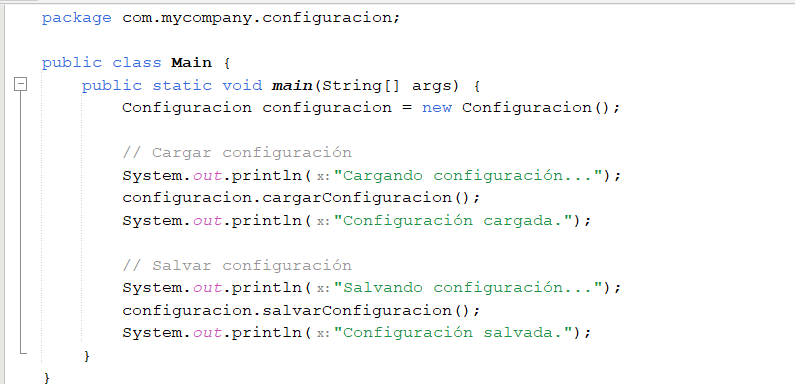 package com.mycompany.configuracion;
public class Main {
public static void main(String[] args) {
Configuracion configuracion = new Configuracion();
// Cargar configuración
System.out.println( x:"Cargando configuración...");
configuracion.cargarConfiguracion();
System.out.println( x:"Configuración cargada.");
// Salvar configuración
System.out.println( x:"Salvando configuración...");
configuracion.salvarConfiguracion();
System.out.println( x:"Configuración salvada.");
}
}